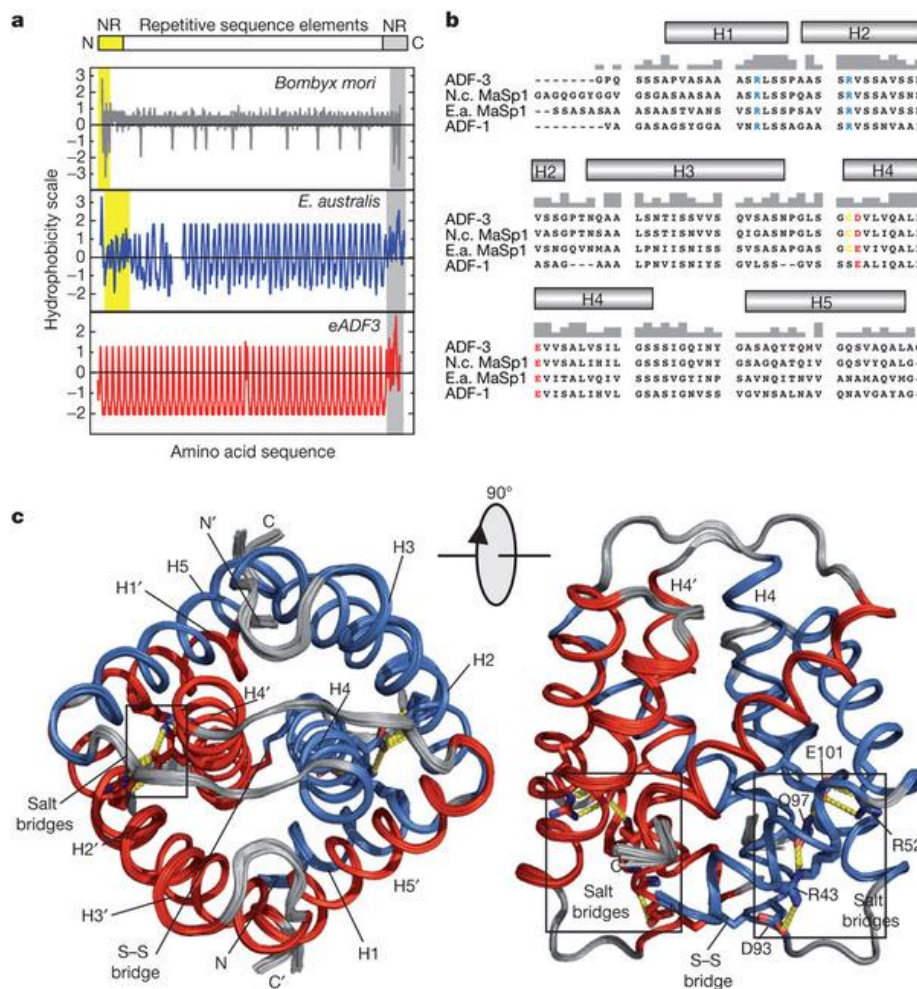 a
NR Repetitive sequence elements NR
N C
Bombyx mori
3
2
1
0
−1
−2
−3
E. australis
3
2
1
0
−1
−2
eADF3
2
1
0
−1
−2
Hydrophobicity scale
Amino acid sequence
b
H1 H2
ADF-3 -------GPQ SSSAPVASAA ASRLSSPAAS SRVSSAVSS
N.c. MaSp1 GAGQGGYGGV SGGASAASAA ASRLSSPQAS SRVSSAVSN
E.a. MaSp1 --SSASASAA ASAASTVANS VSRLSSPSAV SRVSSAVSS
ADF-1 --------VA GASAGSYGGA VNRLSSAGAA SRVSSNVAA
H2 H3 H4
ADF-3 VSSGPTNQAA LSNTISSVVS QVSASNPGLS GCDVLVQAL
N.c. MaSp1 VASGPTNSAA LSSTISNVVS QIGASNPGLS GCDVLIQAL
E.a. MaSp1 VSNGQVNMAA LPNIISNISS SVSASAPGAS GCEVIVQAL
ADF-1 ASAG---AAA LPNVISNIYS GVLSS--GVS SSEALIQAL
H4 H5
ADF-3 EVVSALVSIL GSSSIGQINY GASAQYTQMV GQSVAQALA
N.c. MaSp1 EVVSALIHIL GSSSIGQVNY GSAGQATQIV GQSVYQALG
E.a. MaSp1 EVITALVQIV SSSSVGYINP SAVNQITNVV ANAMAQVMG
ADF-1 EVISALIHVL GSASIGNVSS VGVNSALNAV QNAVGAYAG
c
90°
N′ C
H5
H1′
H3
H2
H4′
H4
Salt
bridges
H2′
H3′
S–S
bridge
N
C′
H1
H5′
H4′
H4
E101
Q97
R52
C
Salt
bridges
R43
Salt
bridges
S–S
bridge
D93